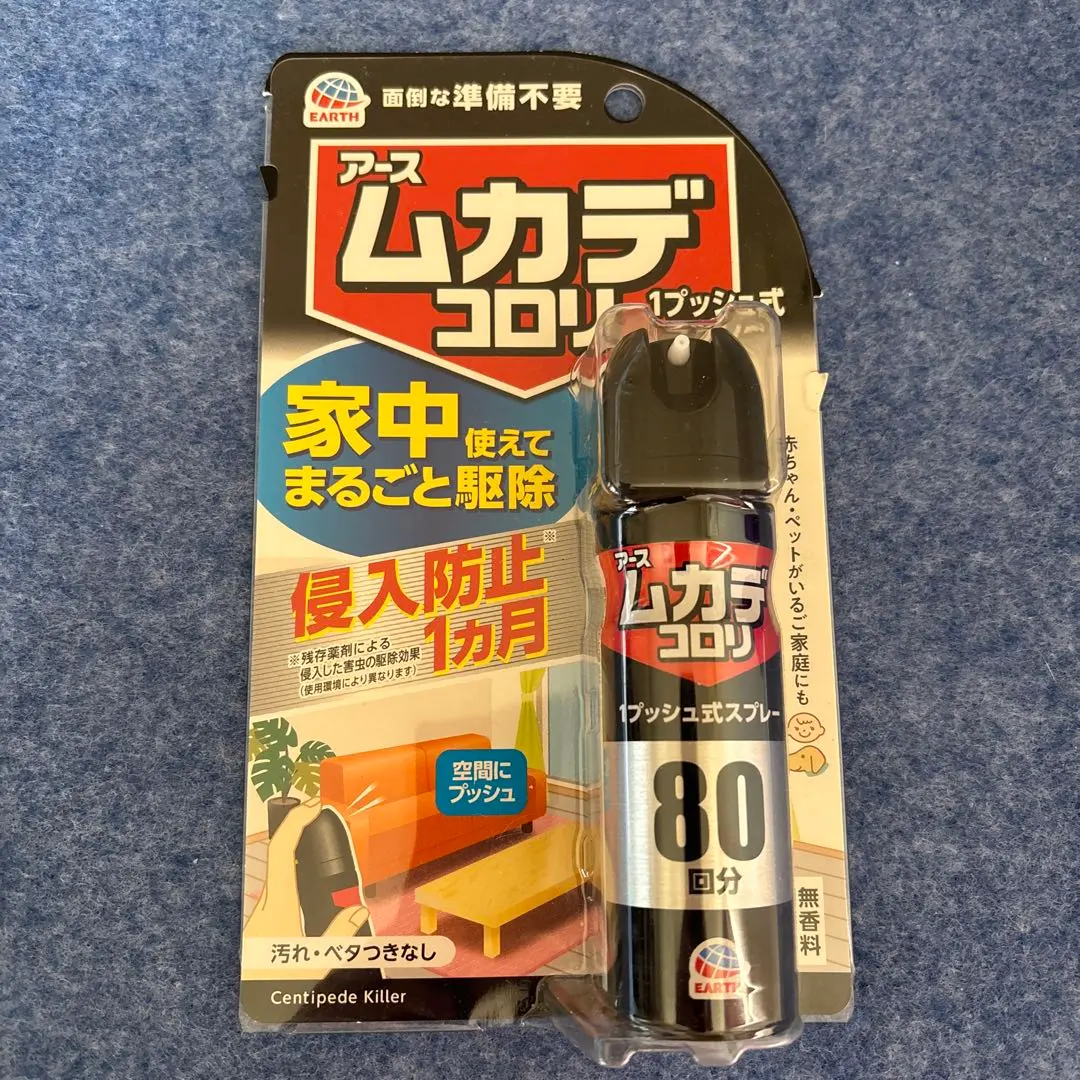 EARTH
面倒な準備不要
アース
ムカデ
コロリ
1プッシュ式
家中使えて
まるごと駆除
侵入防止※
1ヵ月
※残存薬剤による
侵入した害虫の駆除効果
(使用環境により異なります)
空間に
プッシュ
汚れ・ベタつきなし
Centipede Killer
赤ちゃん・ペットがいるご家庭にも
無香料
アース
ムカデ
コロリ
1プッシュ式スプレー
80
回分
EARTH